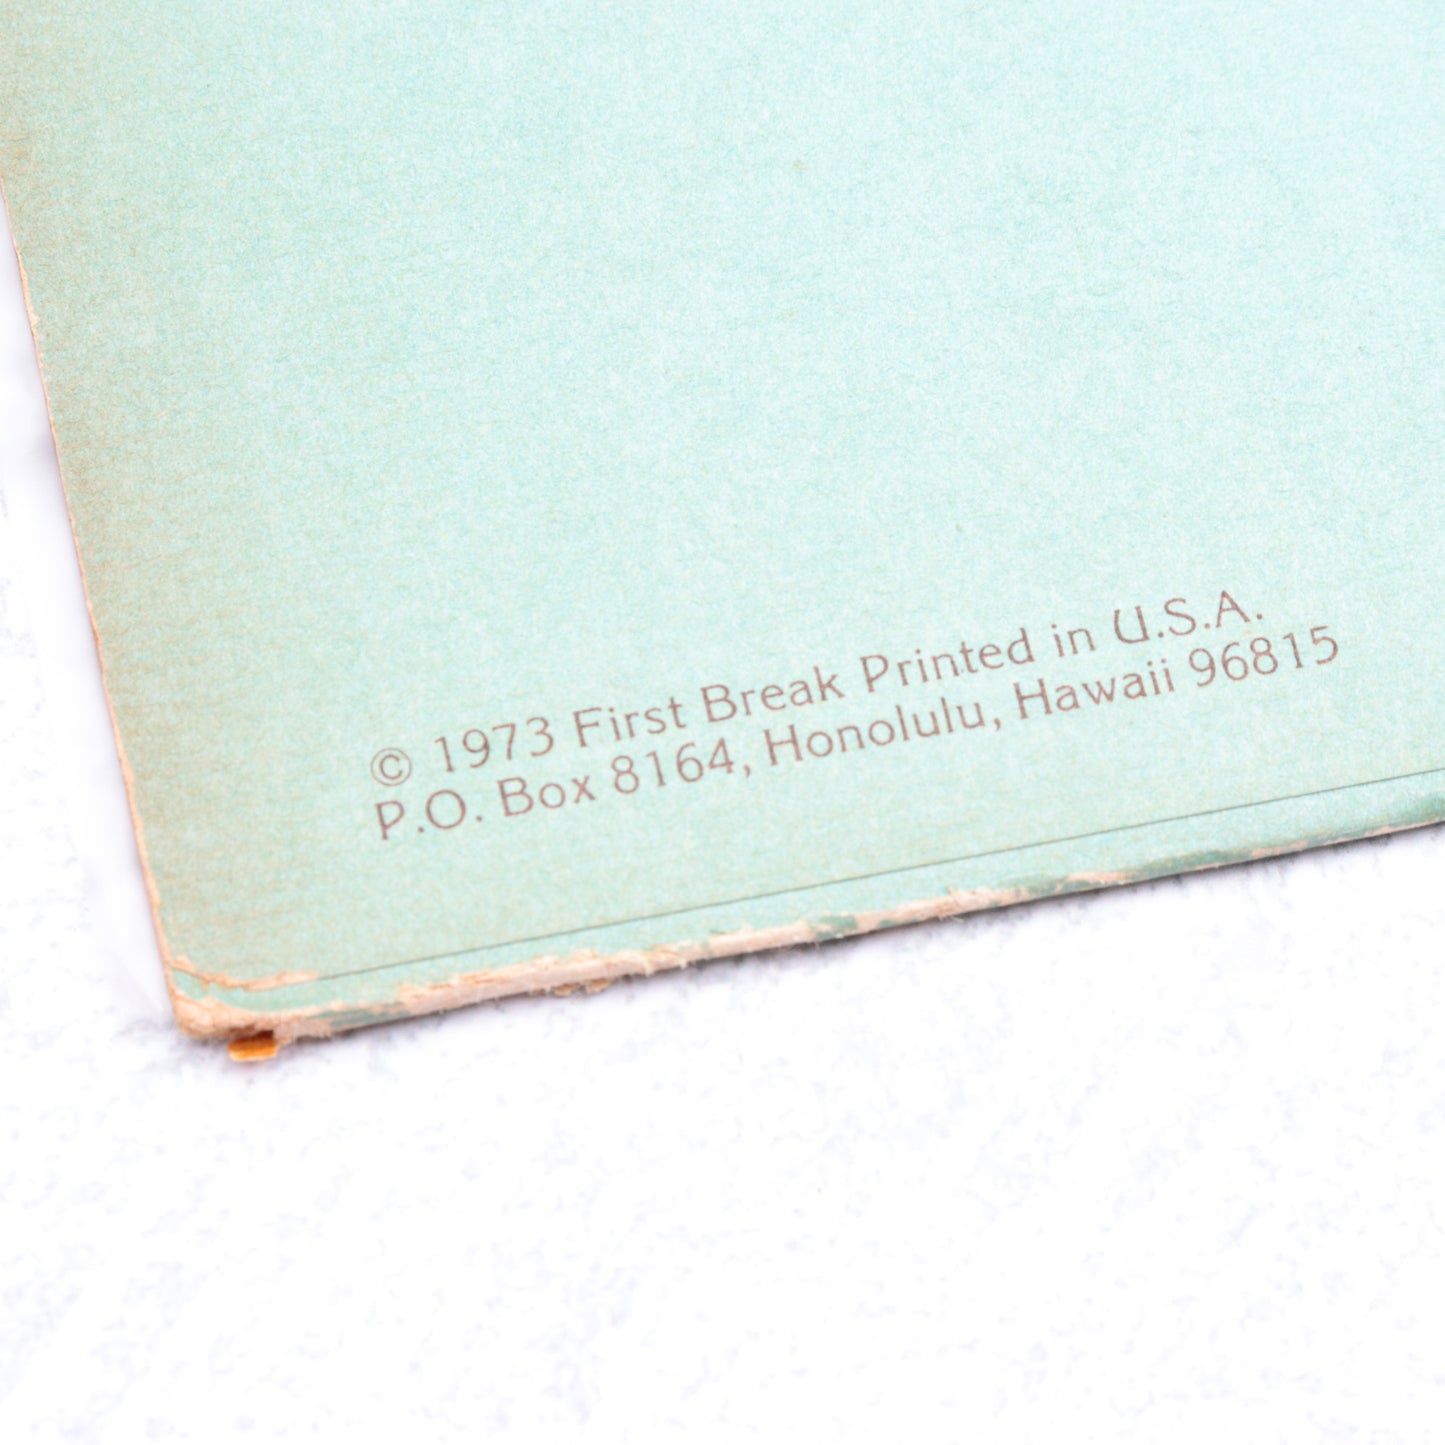 © 1973 First Break Printed in U.S.A.
P.O. Box 8164, Honolulu, Hawaii 96815